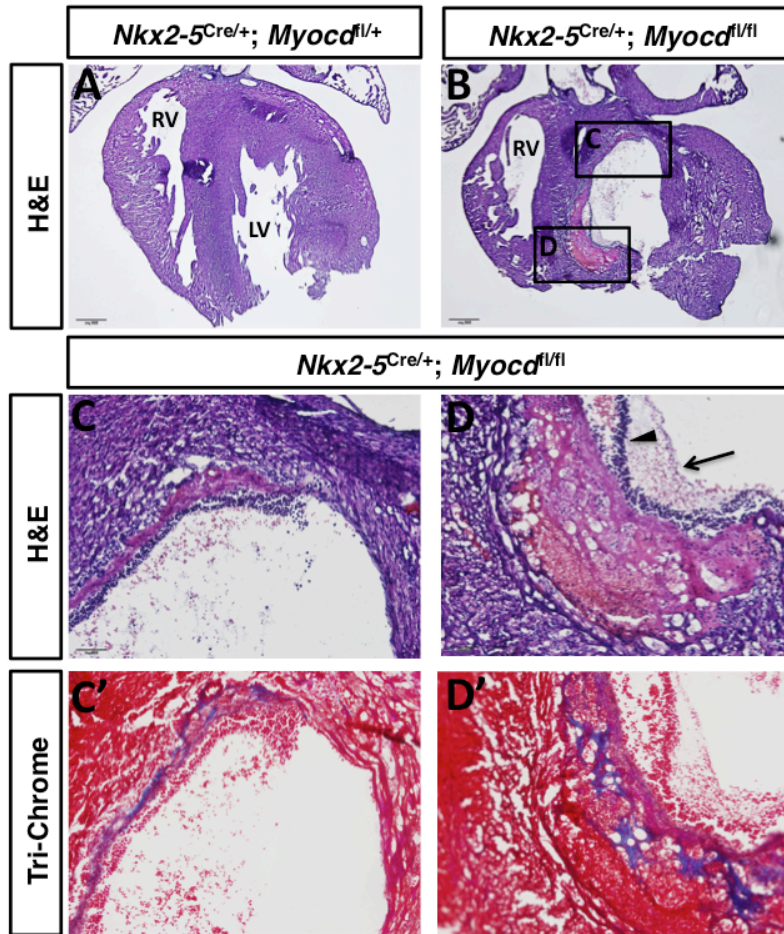 Nkx2-5Cre/+; Myocdfl/+
Nkx2-5Cre/+; Myocdfl/fl
H&E
A
RV
LV
B
RV
C
D
Nkx2-5Cre/+; Myocdfl/fl
H&E
C
D
Tri-Chrome
C'
D'